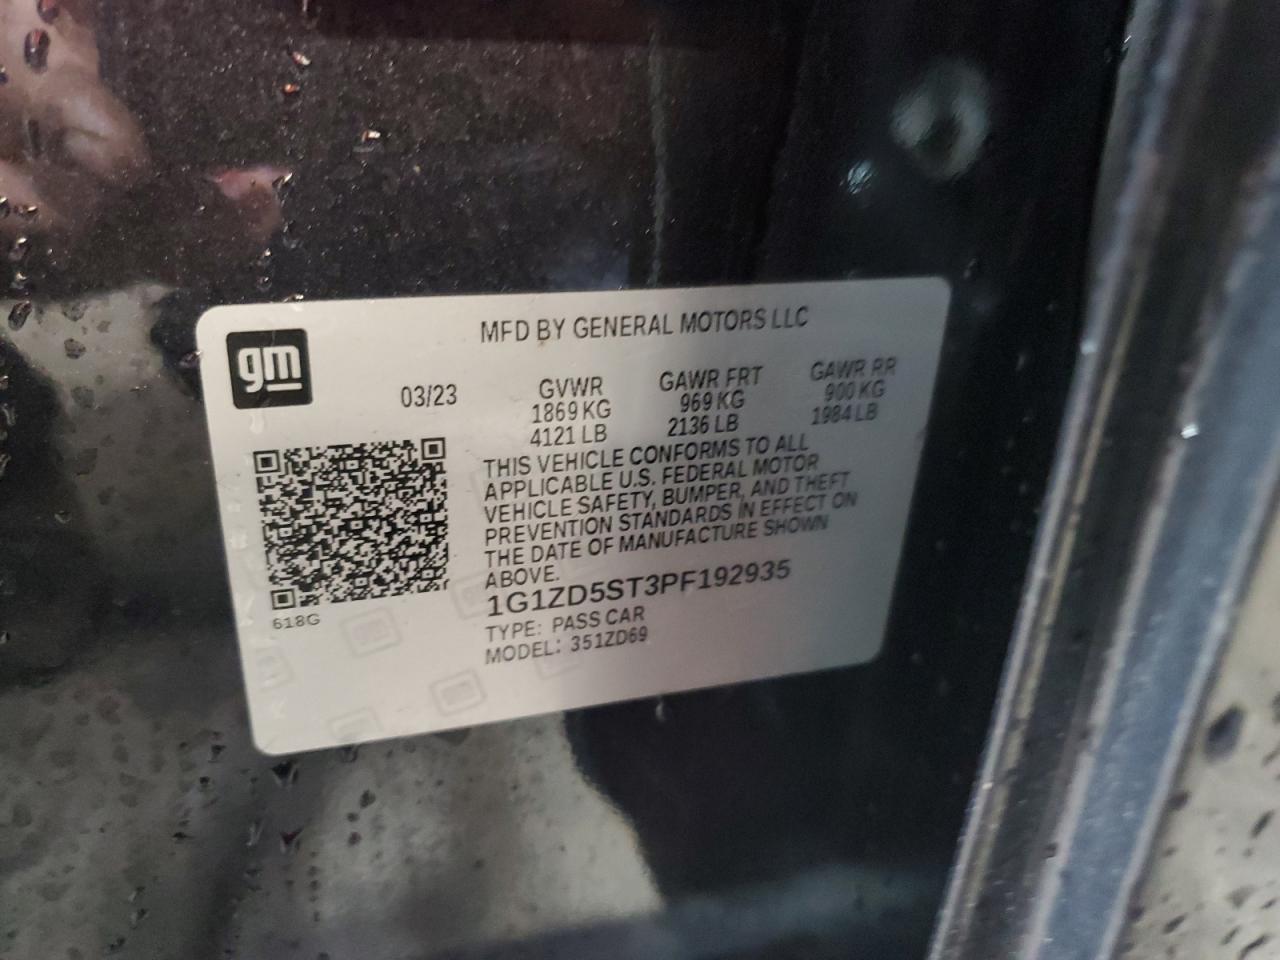 gm
MFD BY GENERAL MOTORS LLC
03/23 GVWR GAWR FRT GAWR RR
1869 KG 969 KG 900 KG
4121 LB 2136 LB 1984 LB
THIS VEHICLE CONFORMS TO ALL
APPLICABLE U.S. FEDERAL MOTOR
VEHICLE SAFETY, BUMPER, AND THEFT
PREVENTION STANDARDS IN EFFECT ON
THE DATE OF MANUFACTURE SHOWN
ABOVE.
1G1ZD5ST3PF192935
618G
TYPE: PASS CAR
MODEL: 351ZD69